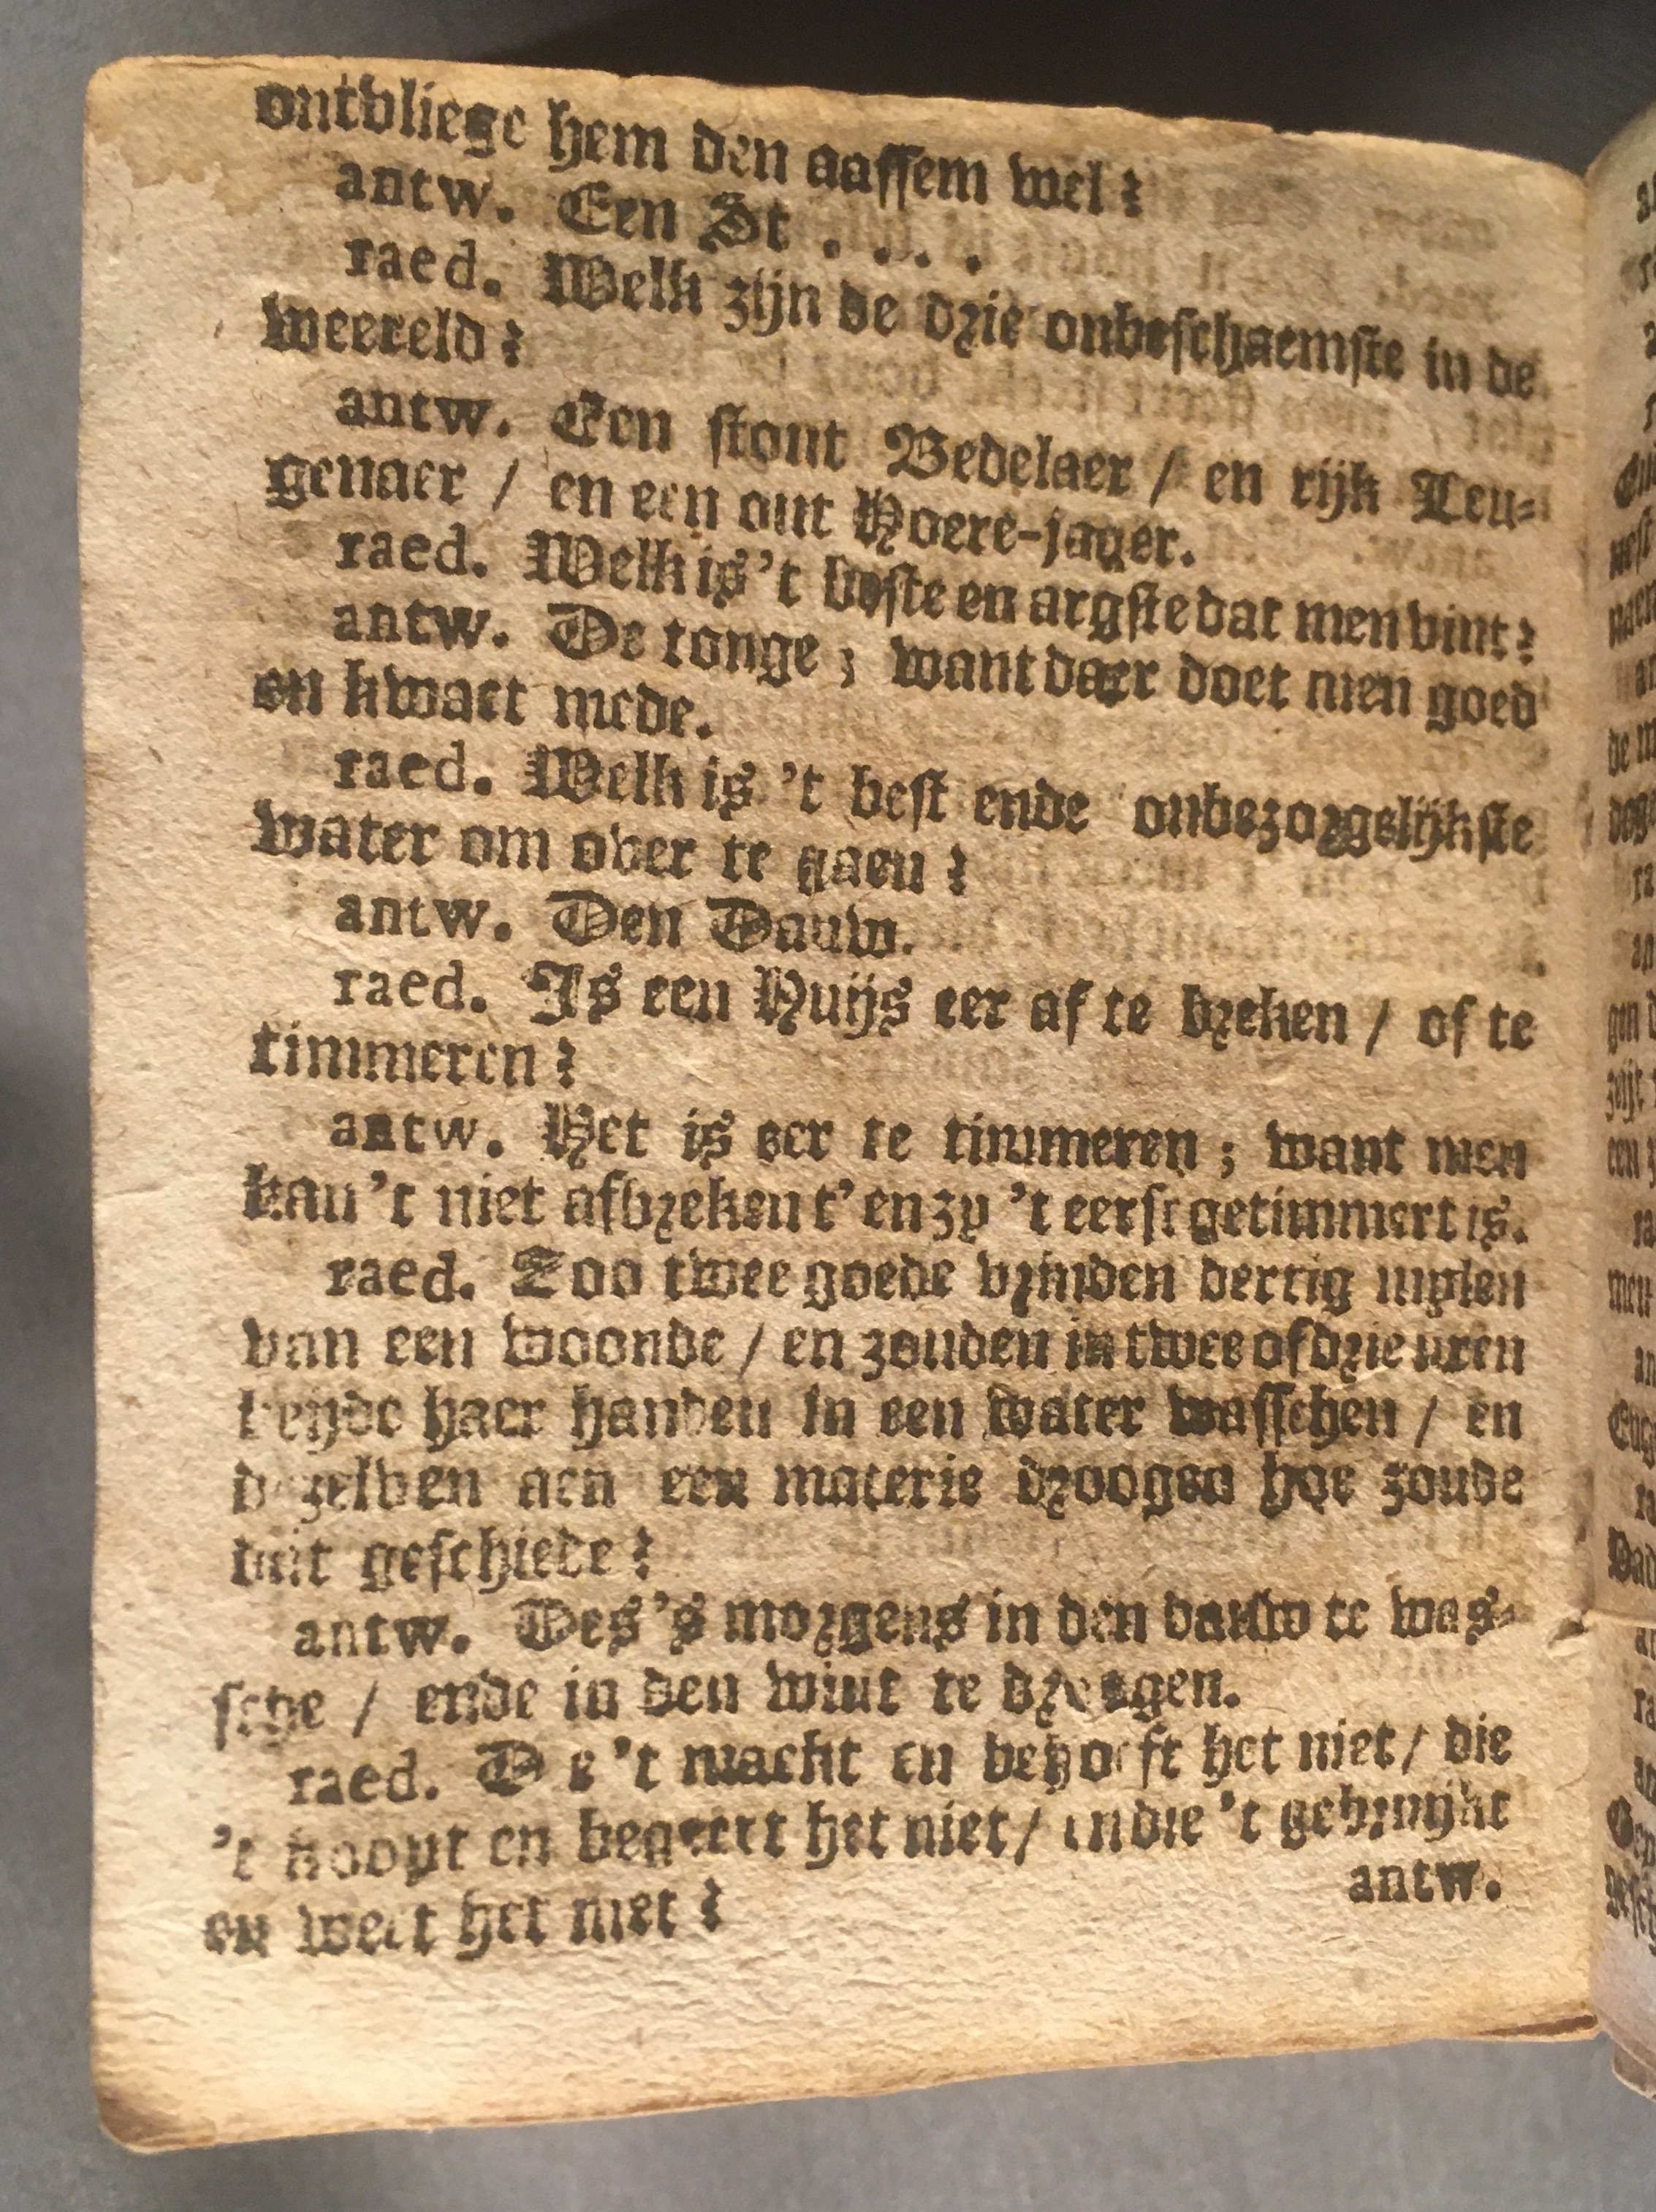 ontvliege hem den aassem wel?
antw. Een St . . . .
raed. Welk zijn de drie onbeschaemste in de
weereld?
antw. Een stout Bedelaer / en rijk Leu-
genaer / en een out Hoere-jager.
raed. Welk is 't beste en argste dat men vint?
antw. De tonge; want daer doet men goed
en kwaet mede.
raed. Welk is 't best ende onbezorgelijkste
water om over te gaen?
antw. Den Dauw.
raed. Is een Huijs eer af te breken / of te
timmeren?
antw. Het is eer te timmeren; want men
kan 't niet afbreken t' en zy 't eerst getimmert is.
raed. Zoo twee goede vrinden dertig mylen
van een woonde / en zouden in twee of drie uren
beyde haer handen in een water wasschen / en
dezelven aen een materie droogen hoe zoude
dait geschiede?
antw. Des 's morgens in den dauw te was-
sche / ende in den wint te droogen.
raed. De 't maekt en behoeft het niet / die
't koopt en begeert het niet / en die 't gebruijkt
en weet het niet?
antw.